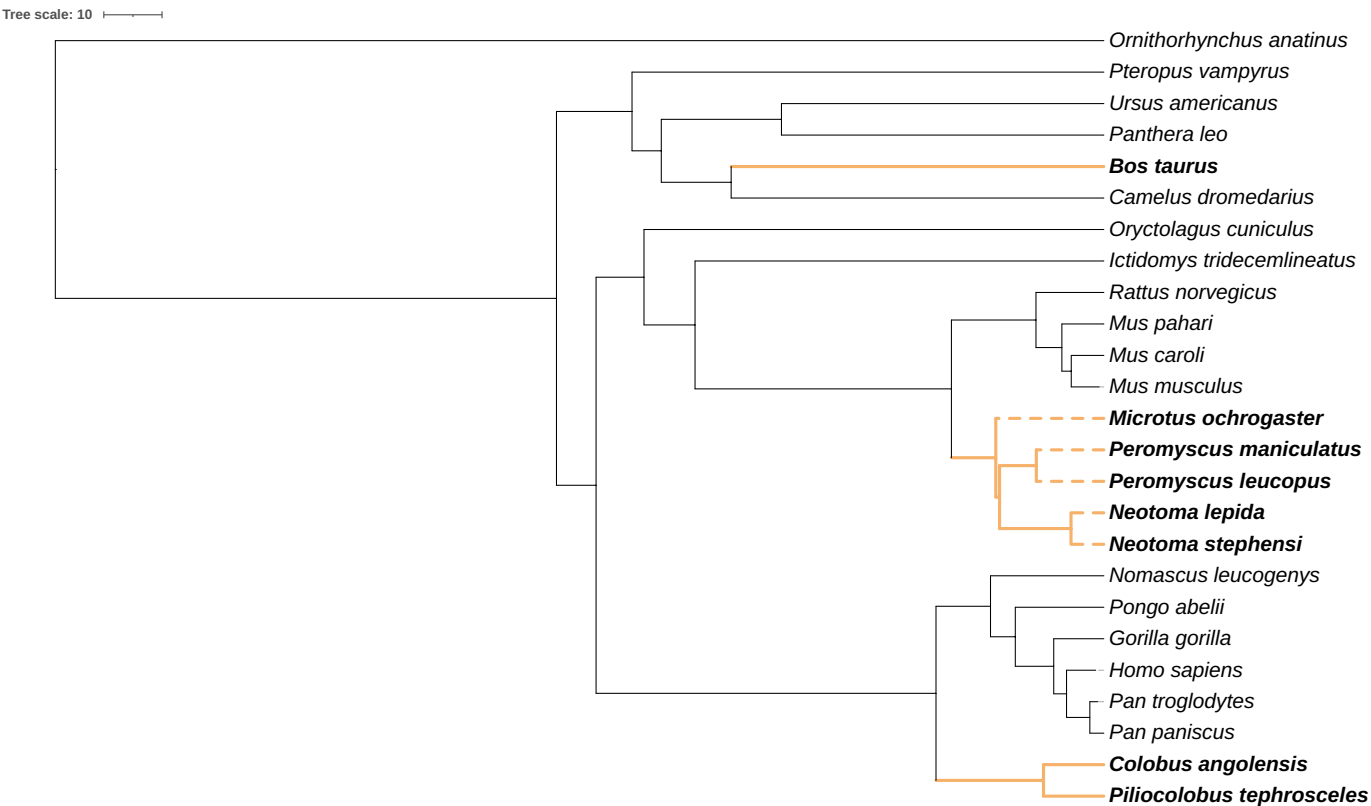 Tree scale: 10
Ornithorhynchus anatinus
Pteropus vampyrus
Ursus americanus
Panthera leo
Bos taurus
Camelus dromedarius
Oryctolagus cuniculus
Ictidomys tridecemlineatus
Rattus norvegicus
Mus pahari
Mus caroli
Mus musculus
Microtus ochrogaster
Peromyscus maniculatus
Peromyscus leucopus
Neotoma lepida
Neotoma stephensi
Nomascus leucogenys
Pongo abelii
Gorilla gorilla
Homo sapiens
Pan troglodytes
Pan paniscus
Colobus angolensis
Piliocolobus tephrosceles